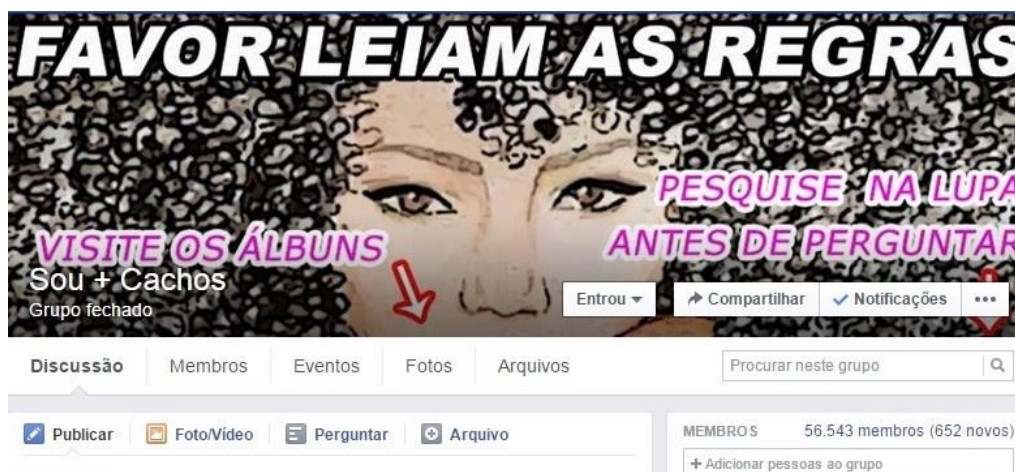 FAVOR LEIAM AS REGRAS
PESQUISE NA LUPA
VISITE OS ÁLBUNS
ANTES DE PERGUNTAR
Sou + Cachos
Grupo fechado
Entrou
Compartilhar
Notificações
Discussão Membros Eventos Fotos Arquivos
Procurar neste grupo
Publicar Foto/Vídeo Perguntar Arquivo
MEMBROS 56.543 membros (652 novos)
+ Adicionar pessoas ao grupo